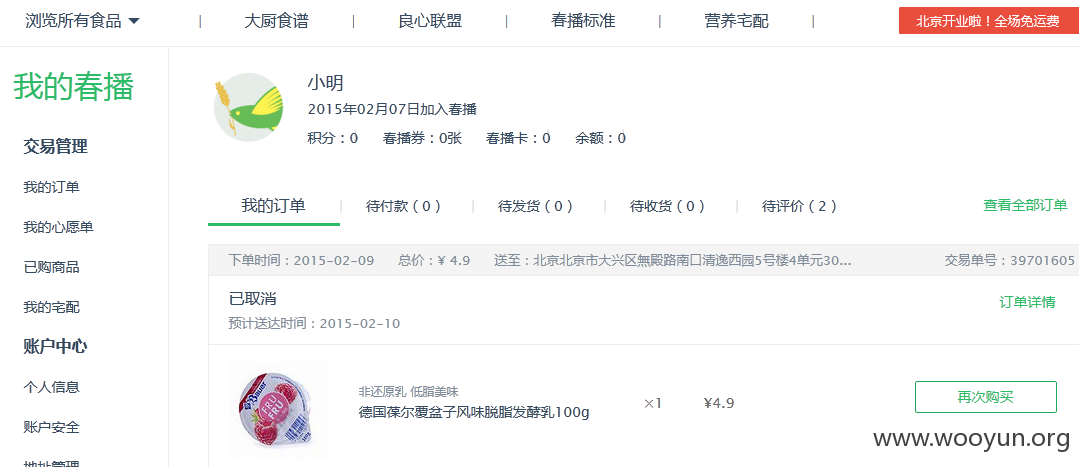 浏览所有食品 | 大厨食谱 | 良心联盟 | 春播标准 | 营养宅配 | 北京开业啦！全场免运费
我的春播
交易管理
我的订单
我的心愿单
已购商品
我的宅配
账户中心
个人信息
账户安全
地址管理
小明
2015年02月07日加入春播
积分：0 春播券：0张 春播卡：0 余额：0
我的订单 | 待付款（0） | 待发货（0） | 待收货（0） | 待评价（2） 查看全部订单
下单时间：2015-02-09 总价：¥ 4.9 送至：北京北京市大兴区無殿路南口清逸西园5号楼4单元30... 交易单号：39701605
已取消 订单详情
预计送达时间：2015-02-10
Bauer
FRU
FRU
非还原乳 低脂美味
德国葆尔覆盆子风味脱脂发酵乳100g ×1 ¥4.9 再次购买
www.wooyun.org